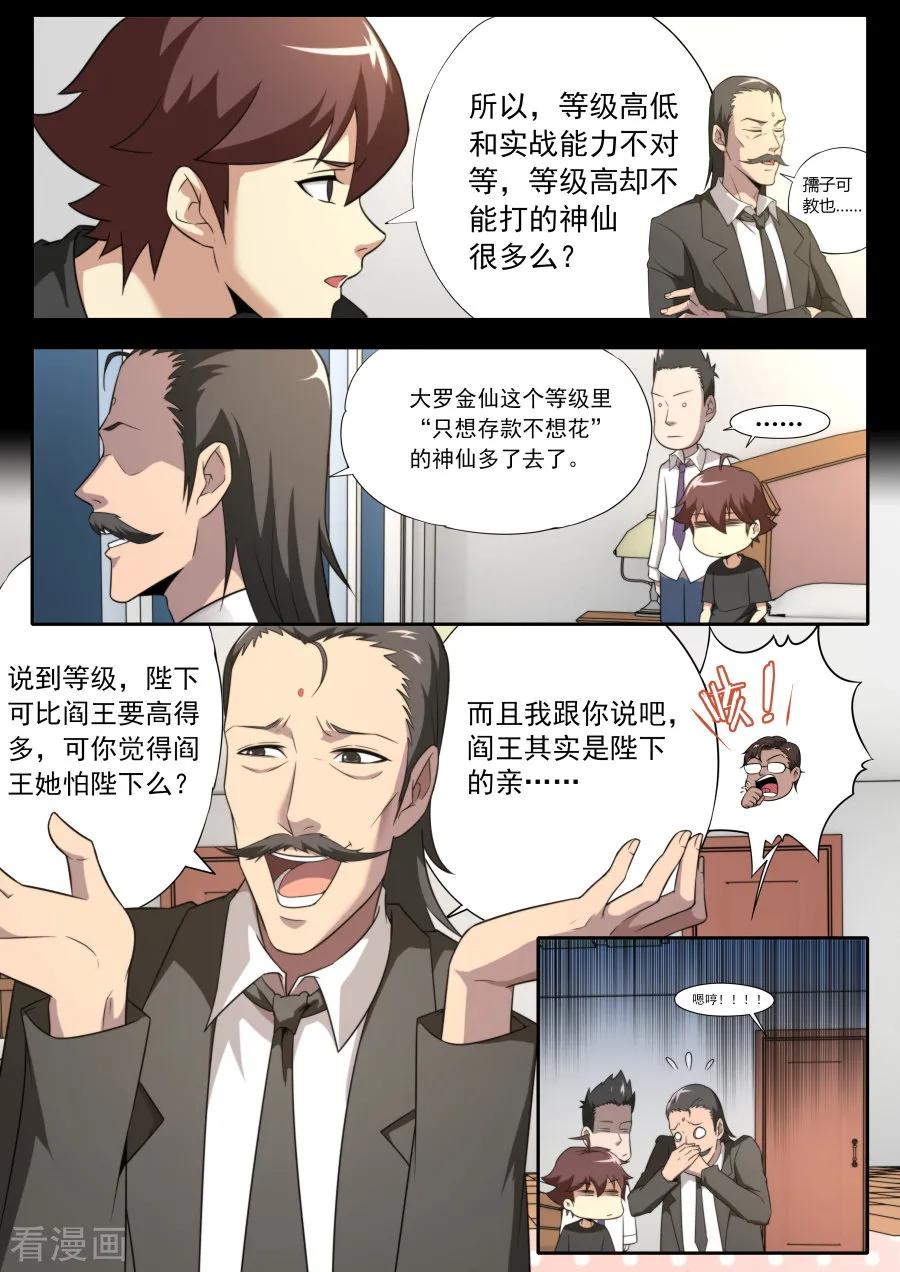 所以，等级高低
和实战能力不对
等，等级高却不
能打的神仙
很多么？
孺子可
教也……
大罗金仙这个等级里
“只想存款不想花”
的神仙多了去了。
……
说到等级，陛下
可比阎王要高得
多，可你觉得阎
王她怕陛下么？
而且我跟你说吧，
阎王其实是陛下
的亲……
咳！
嗯哼！！！！
看漫画